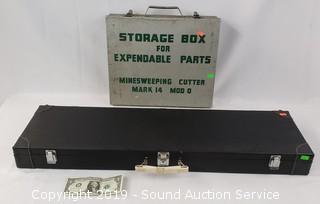 STORAGE BOX
FOR
EXPENDABLE PARTS
MINESWEEPING CUTTER
MARK 14 MOD 0
Copyright 2019 - Sound Auction Service